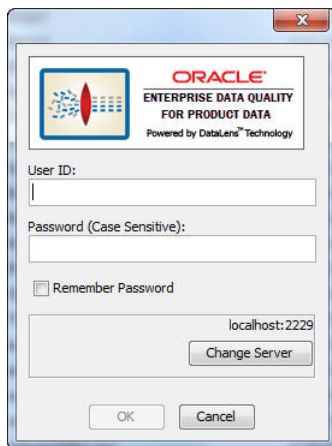 ORACLE®
ENTERPRISE DATA QUALITY
FOR PRODUCT DATA
Powered by DataLens™ Technology
User ID:
Password (Case Sensitive):
Remember Password
localhost:2229
Change Server
OK Cancel